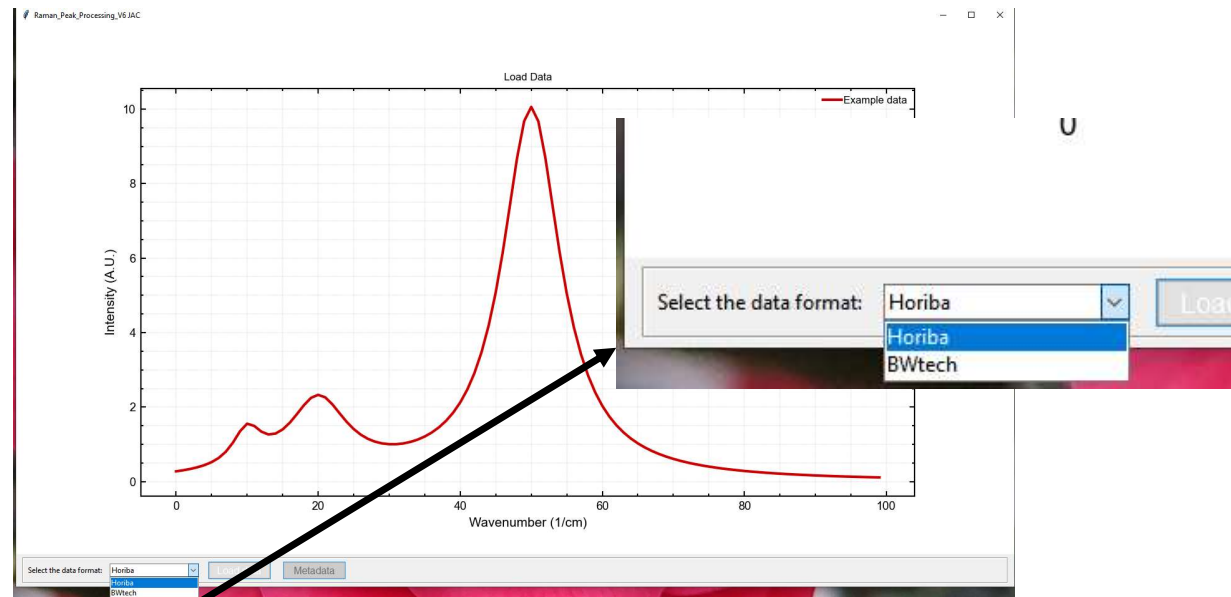 Raman_Peak_Processing_V6 JAC
Load Data
Example data
10
8
6
4
2
0
Intensity (A.U.)
0 20 40 60 80 100
Wavenumber (1/cm)
Select the data format: Horiba Metadata
Horiba
BWtech
0
Select the data format: Horiba
Horiba
BWtech